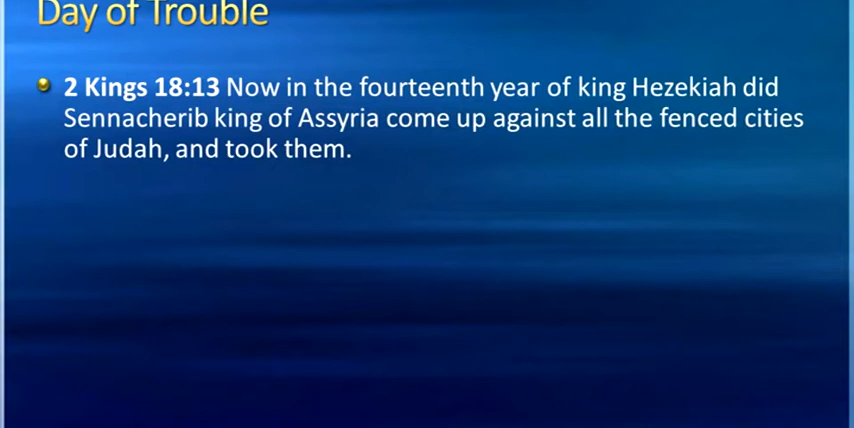 Day of Trouble
2 Kings 18:13 Now in the fourteenth year of king Hezekiah did
Sennacherib king of Assyria come up against all the fenced cities
of Judah, and took them.